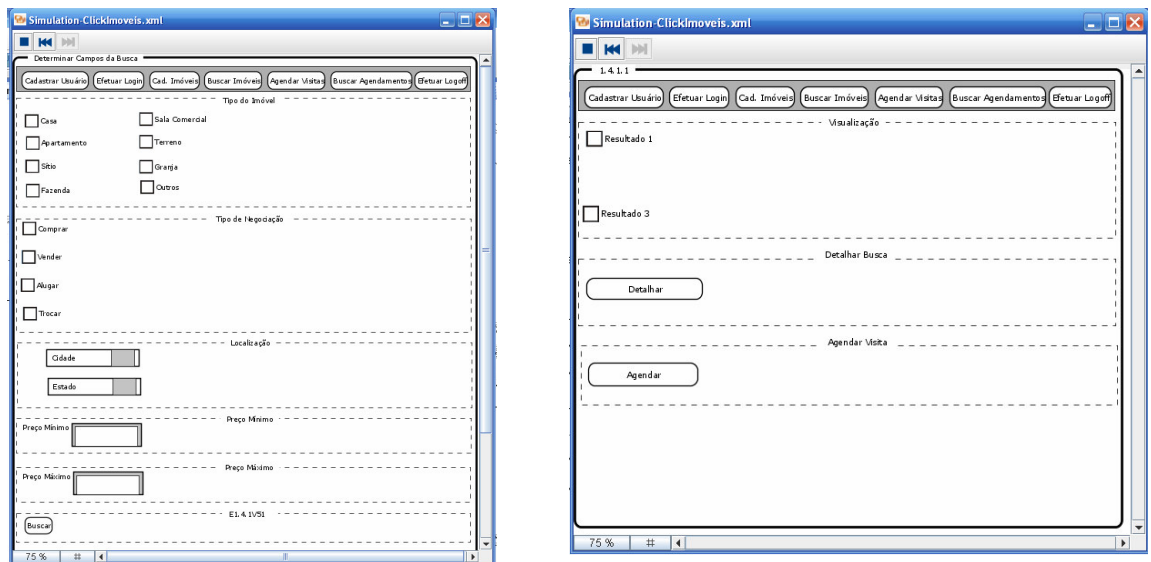 Simulation-ClickImoveis.xml
Determinar Campos da Busca
Cadastrar Usuário Efetuar Login Cad. Imóveis Buscar Imóveis Agendar Visitas Buscar Agendamentos Efetuar Logoff
Tipo do Imóvel
Casa Sala Comercial
Apartamento Terreno
Sítio Granja
Fazenda Outros
Tipo de Negociação
Comprar
Vender
Alugar
Trocar
Localização
Cidade
Estado
Preço Mínimo
Preço Mínimo
Preço Máximo
Preço Máximo
E1.4.1\/S1
Buscar
75 % #
Simulation-ClickImoveis.xml
1.4.1.1
Cadastrar Usuário Efetuar Login Cad. Imóveis Buscar Imóveis Agendar Visitas Buscar Agendamentos Efetuar Logoff
Visualização
Resultado 1
Resultado 3
Detalhar Busca
Detalhar
Agendar Visita
Agendar
75 % #